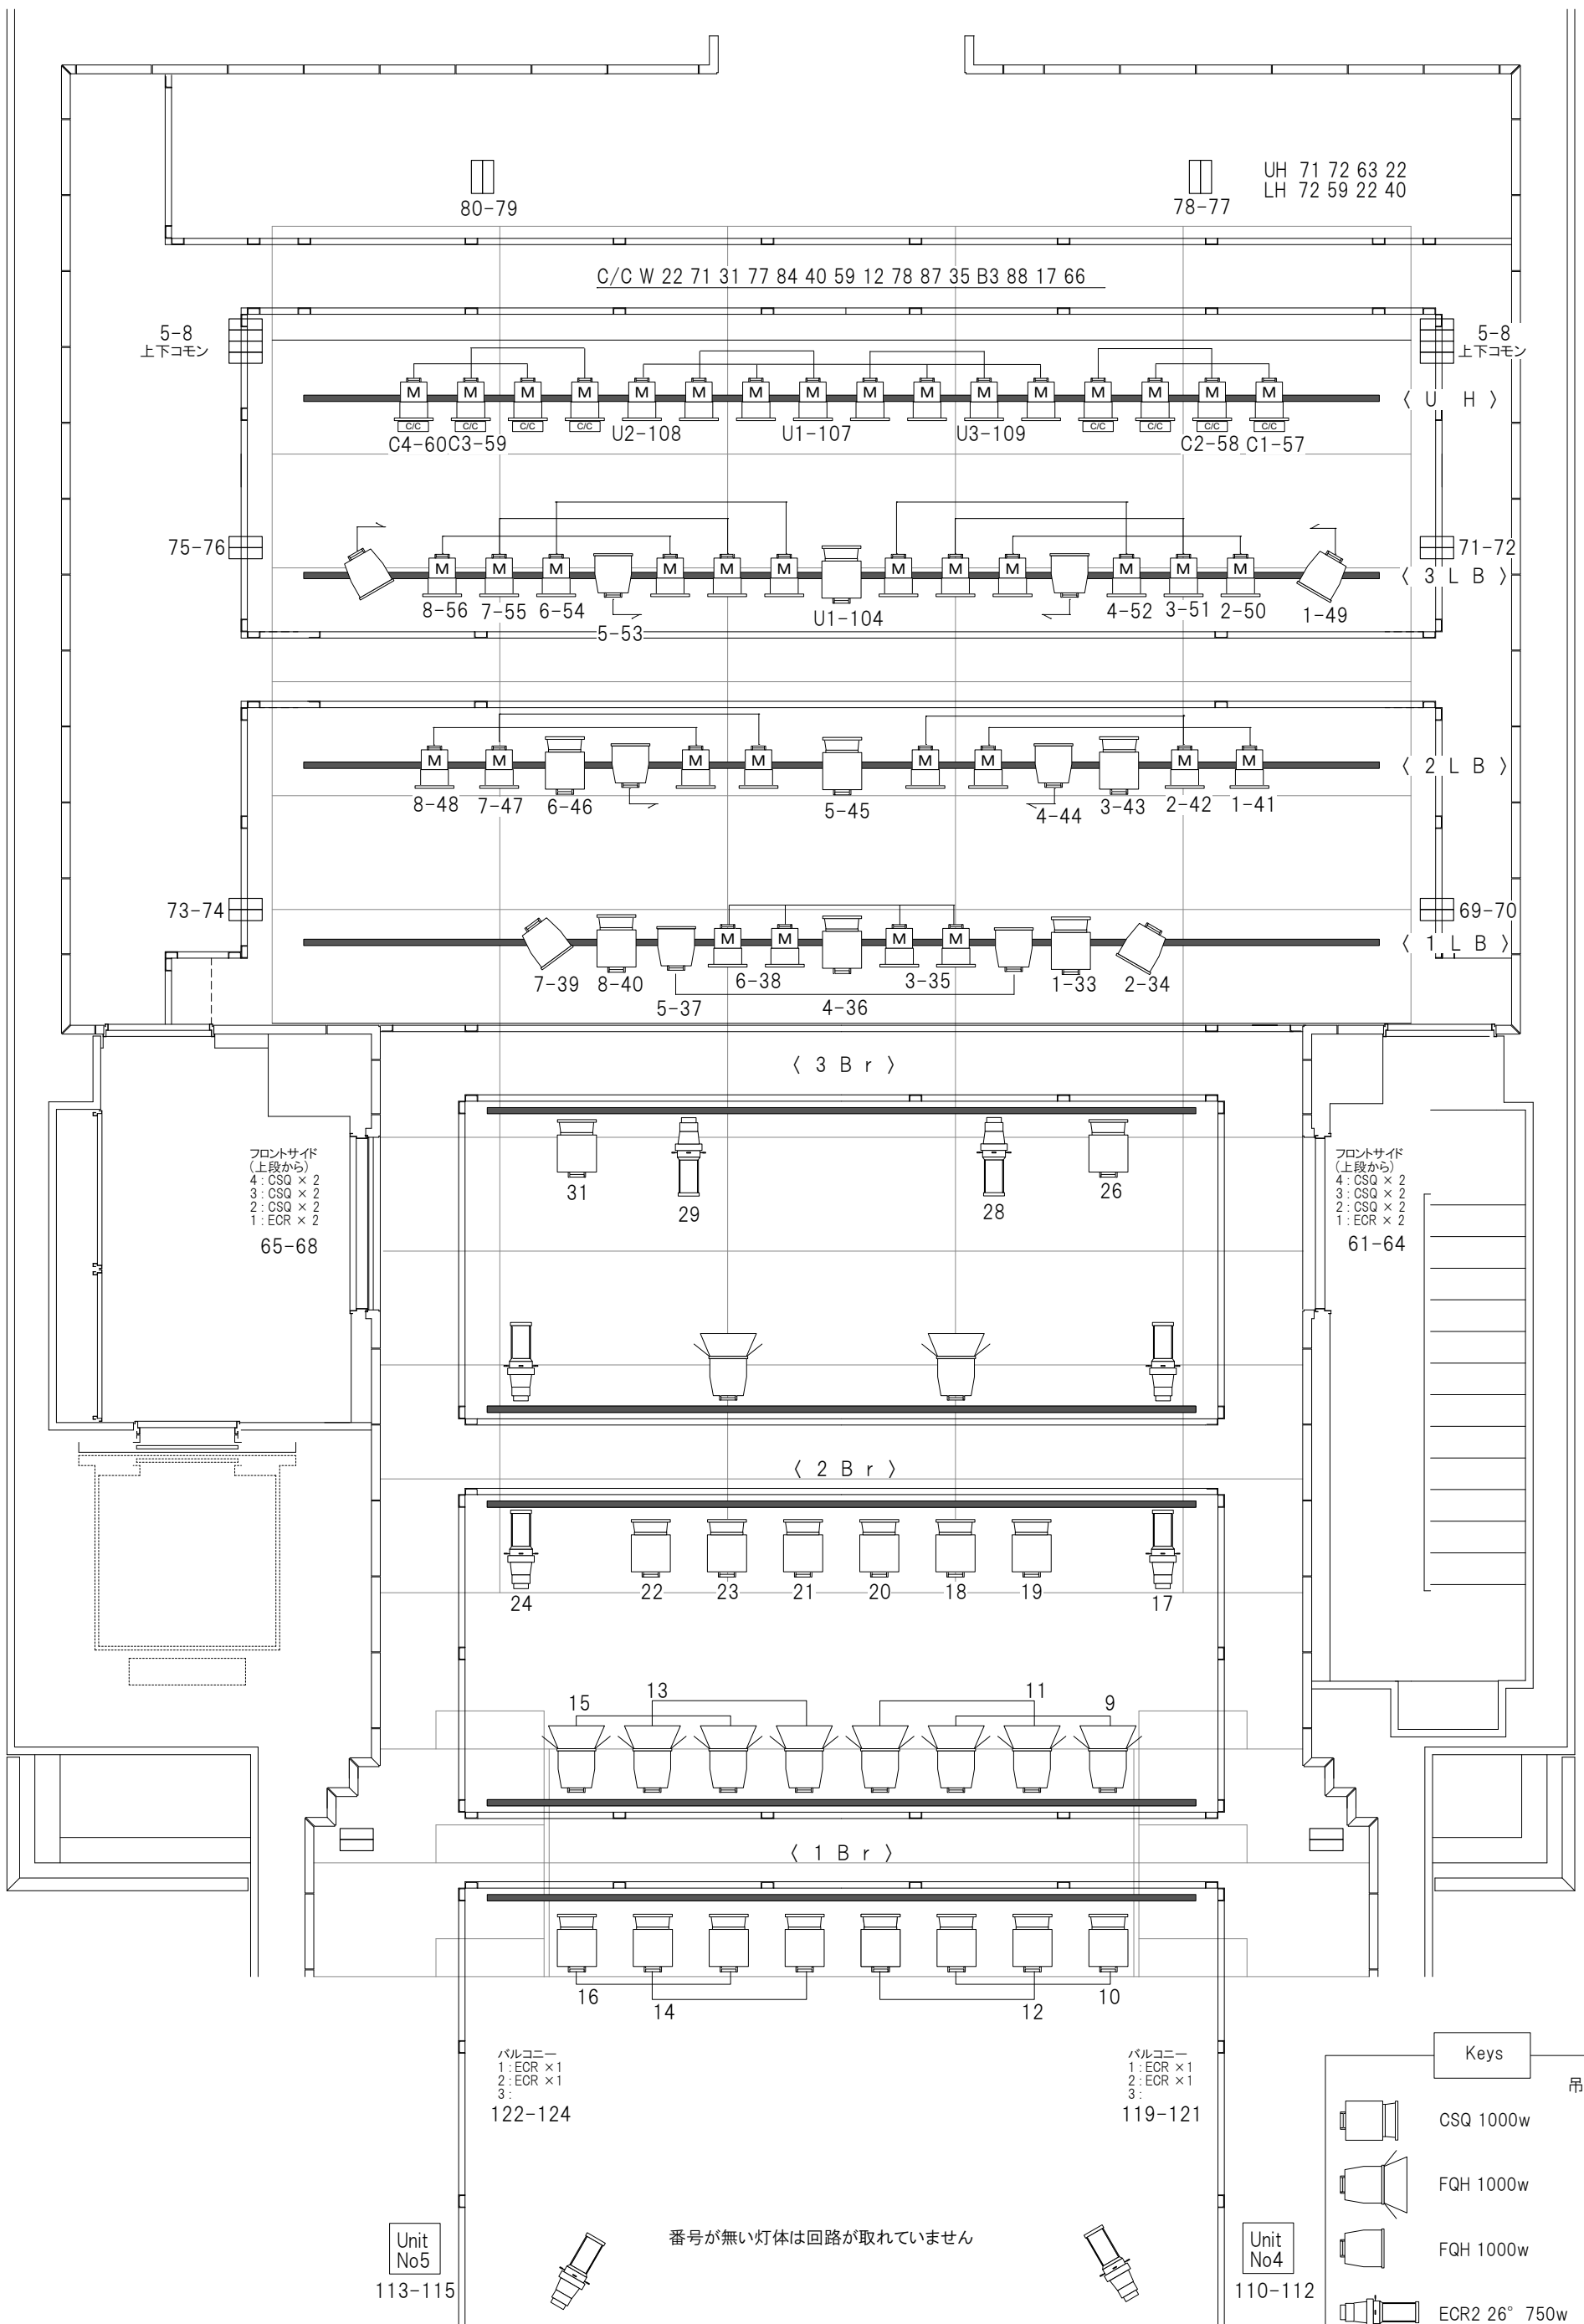 UH 71 72 63 22
LH 72 59 22 40
80-79
78-77
C/C W 22 71 31 77 84 40 59 12 78 87 35 B3 88 17 66
5-8
上下コモン
5-8
上下コモン
M M M M M M M M M M M M M M M M
〈 U H 〉
C/C C/C C/C C/C C/C C/C C/C C/C
C4-60 C3-59 U2-108 U1-107 U3-109 C2-58 C1-57
75-76
71-72
M M M M M M M M M M M M
〈 3 L B 〉
8-56 7-55 6-54 5-53 U1-104 4-52 3-51 2-50 1-49
M M M M M M M M
〈 2 L B 〉
8-48 7-47 6-46 5-45 4-44 3-43 2-42 1-41
73-74
69-70
M M M M
〈 1 L B 〉
7-39 8-40 5-37 6-38 4-36 3-35 1-33 2-34
〈 3 B r 〉
31 29 28 26
フロントサイド
(上段から)
4 : CSQ × 2
3 : CSQ × 2
2 : CSQ × 2
1 : ECR × 2
65-68
フロントサイド
(上段から)
4 : CSQ × 2
3 : CSQ × 2
2 : CSQ × 2
1 : ECR × 2
61-64
〈 2 B r 〉
24 22 23 21 20 18 19 17
15 13 11 9
〈 1 B r 〉
16 14 12 10
バルコニー
1 : ECR ×1
2 : ECR ×1
3 :
122-124
バルコニー
1 : ECR ×1
2 : ECR ×1
3 :
119-121
Keys
吊
CSQ 1000w
FQH 1000w
FQH 1000w
ECR2 26° 750w
番号が無い灯体は回路が取れていません
Unit
No5
113-115
Unit
No4
110-112